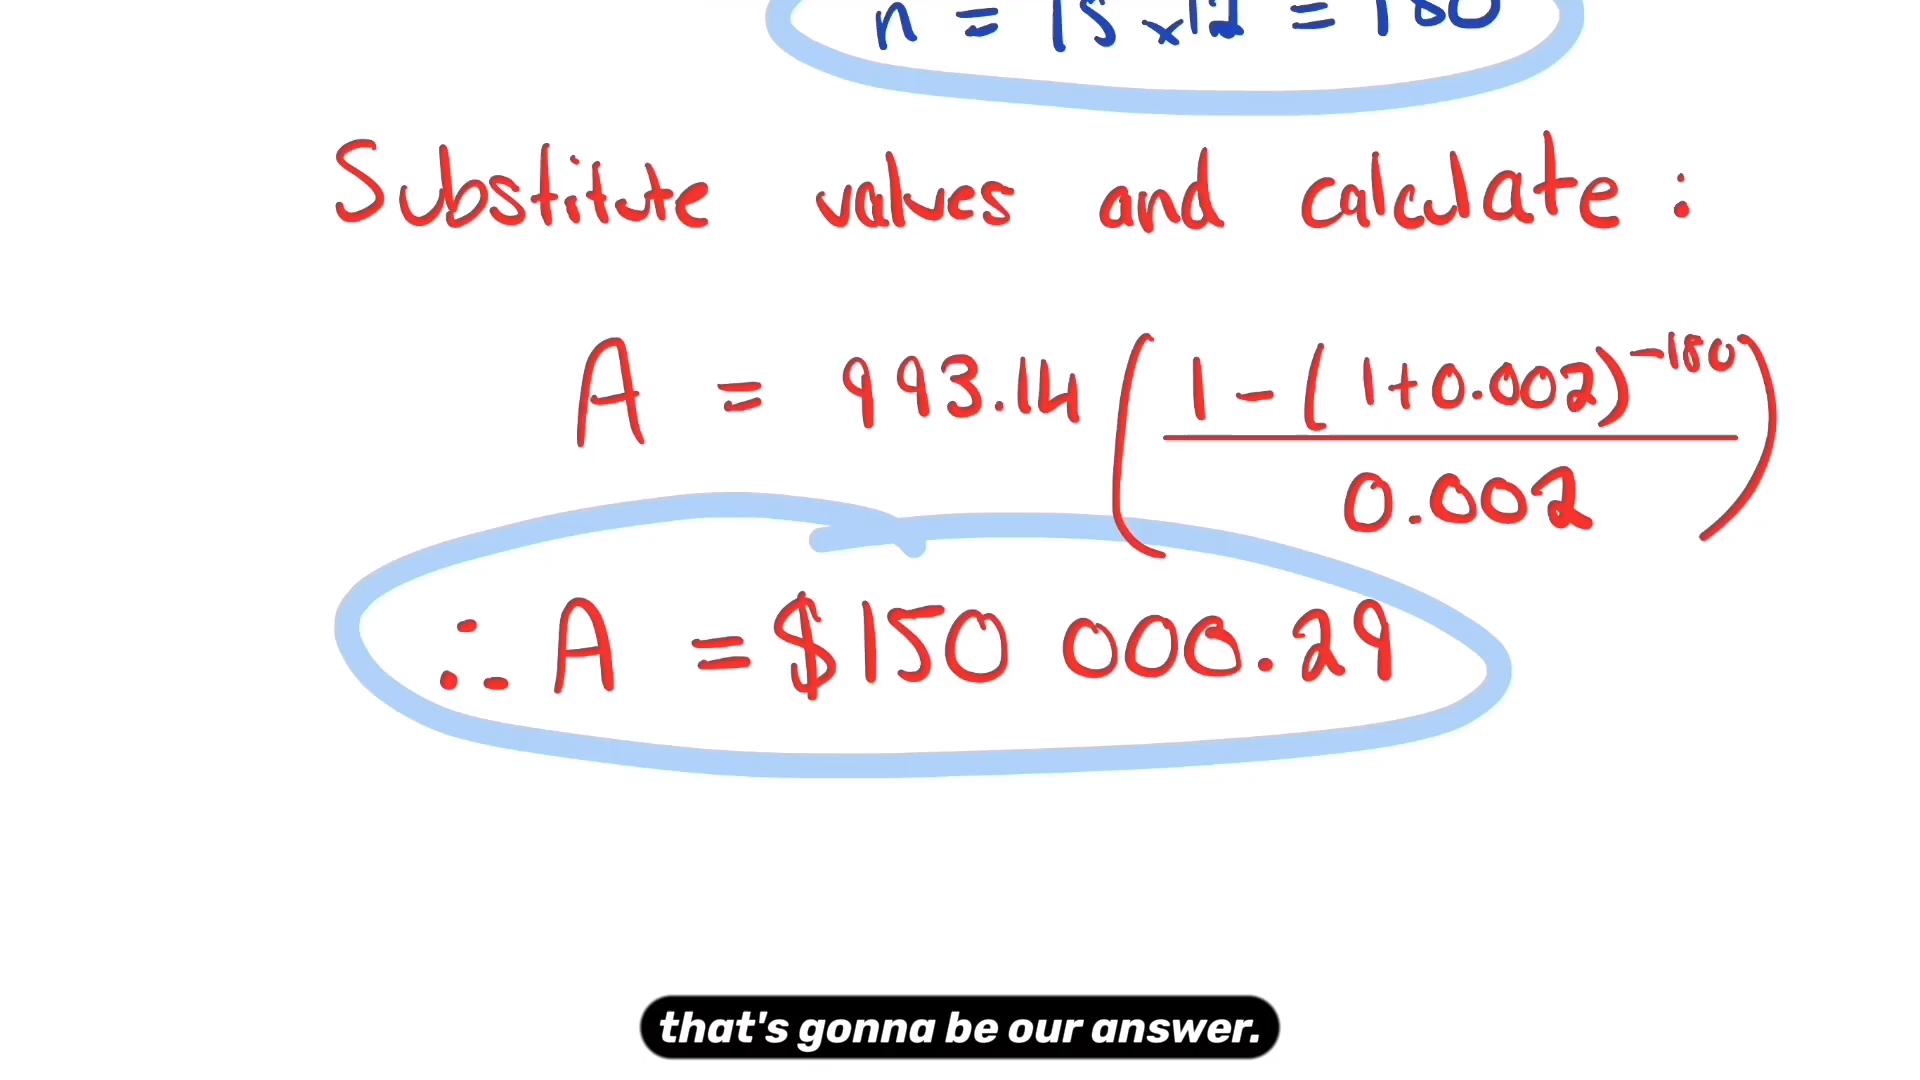 n = 15 x 12 = 180
Substitute values and calculate :
A = 993.14 ( 1 - (1+0.002)^-180 / 0.002 )
∴ A = $150 000.29
that's gonna be our answer.